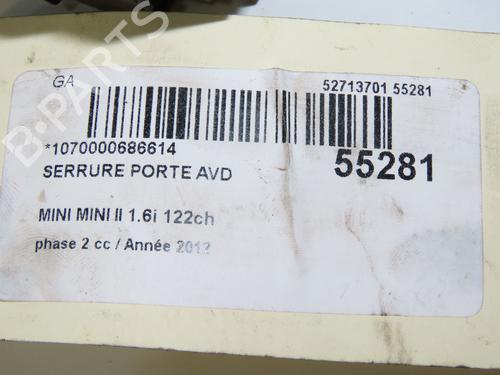 GA
52713701 55281
*1070000686614
55281
SERRURE PORTE AVD
MINI MINI II 1.6i 122ch
phase 2 cc / Année 2012
B-PARTS